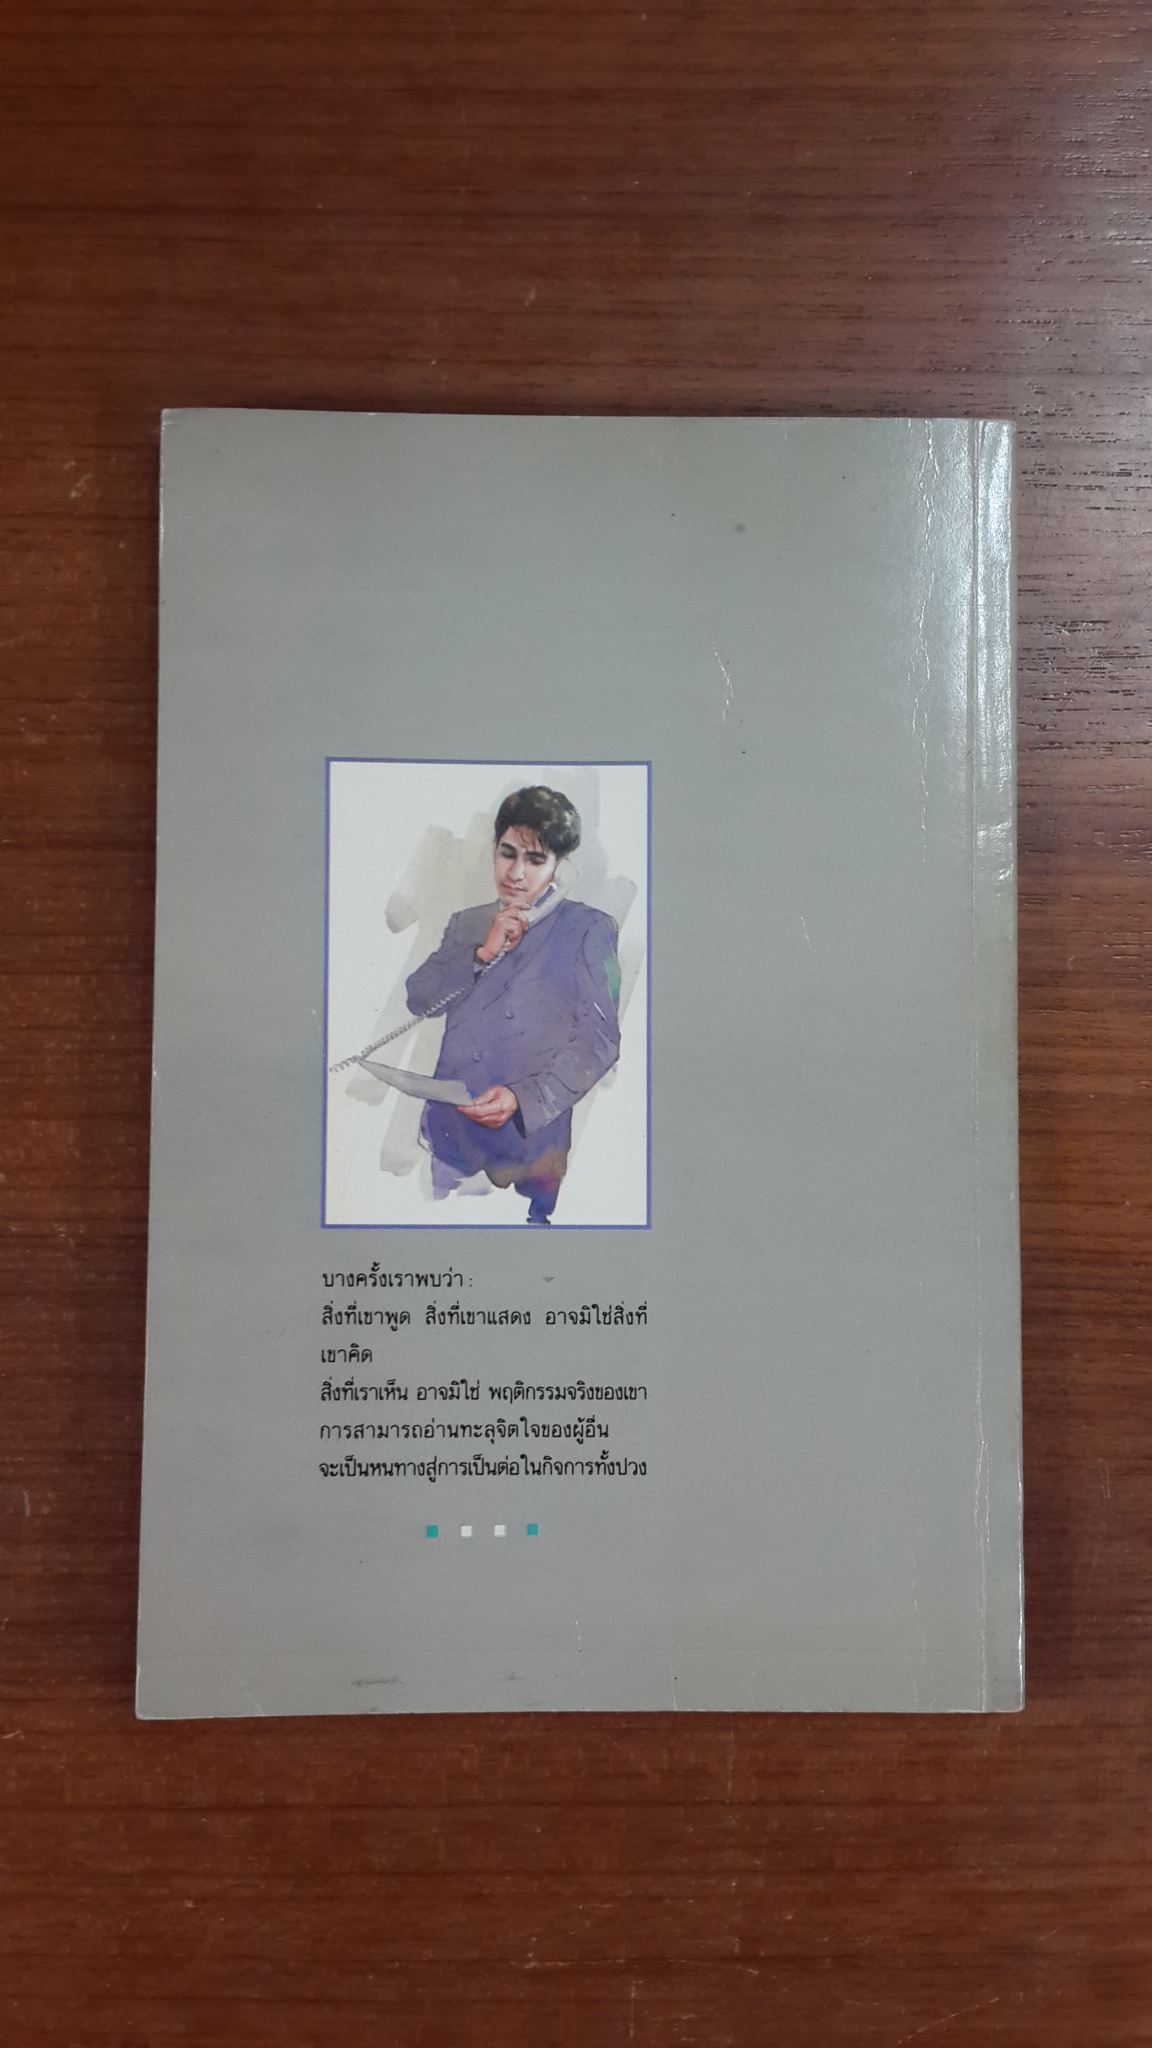 บางครั้งเราพบว่า :
สิ่งที่เขาพูด สิ่งที่เขาแสดง อาจมิใช่สิ่งที่
เขาคิด
สิ่งที่เราเห็น อาจมิใช่ พฤติกรรมจริงของเขา
การสามารถอ่านทะลุจิตใจของผู้อื่น
จะเป็นหนทางสู่การเป็นต่อในกิจการทั้งปวง